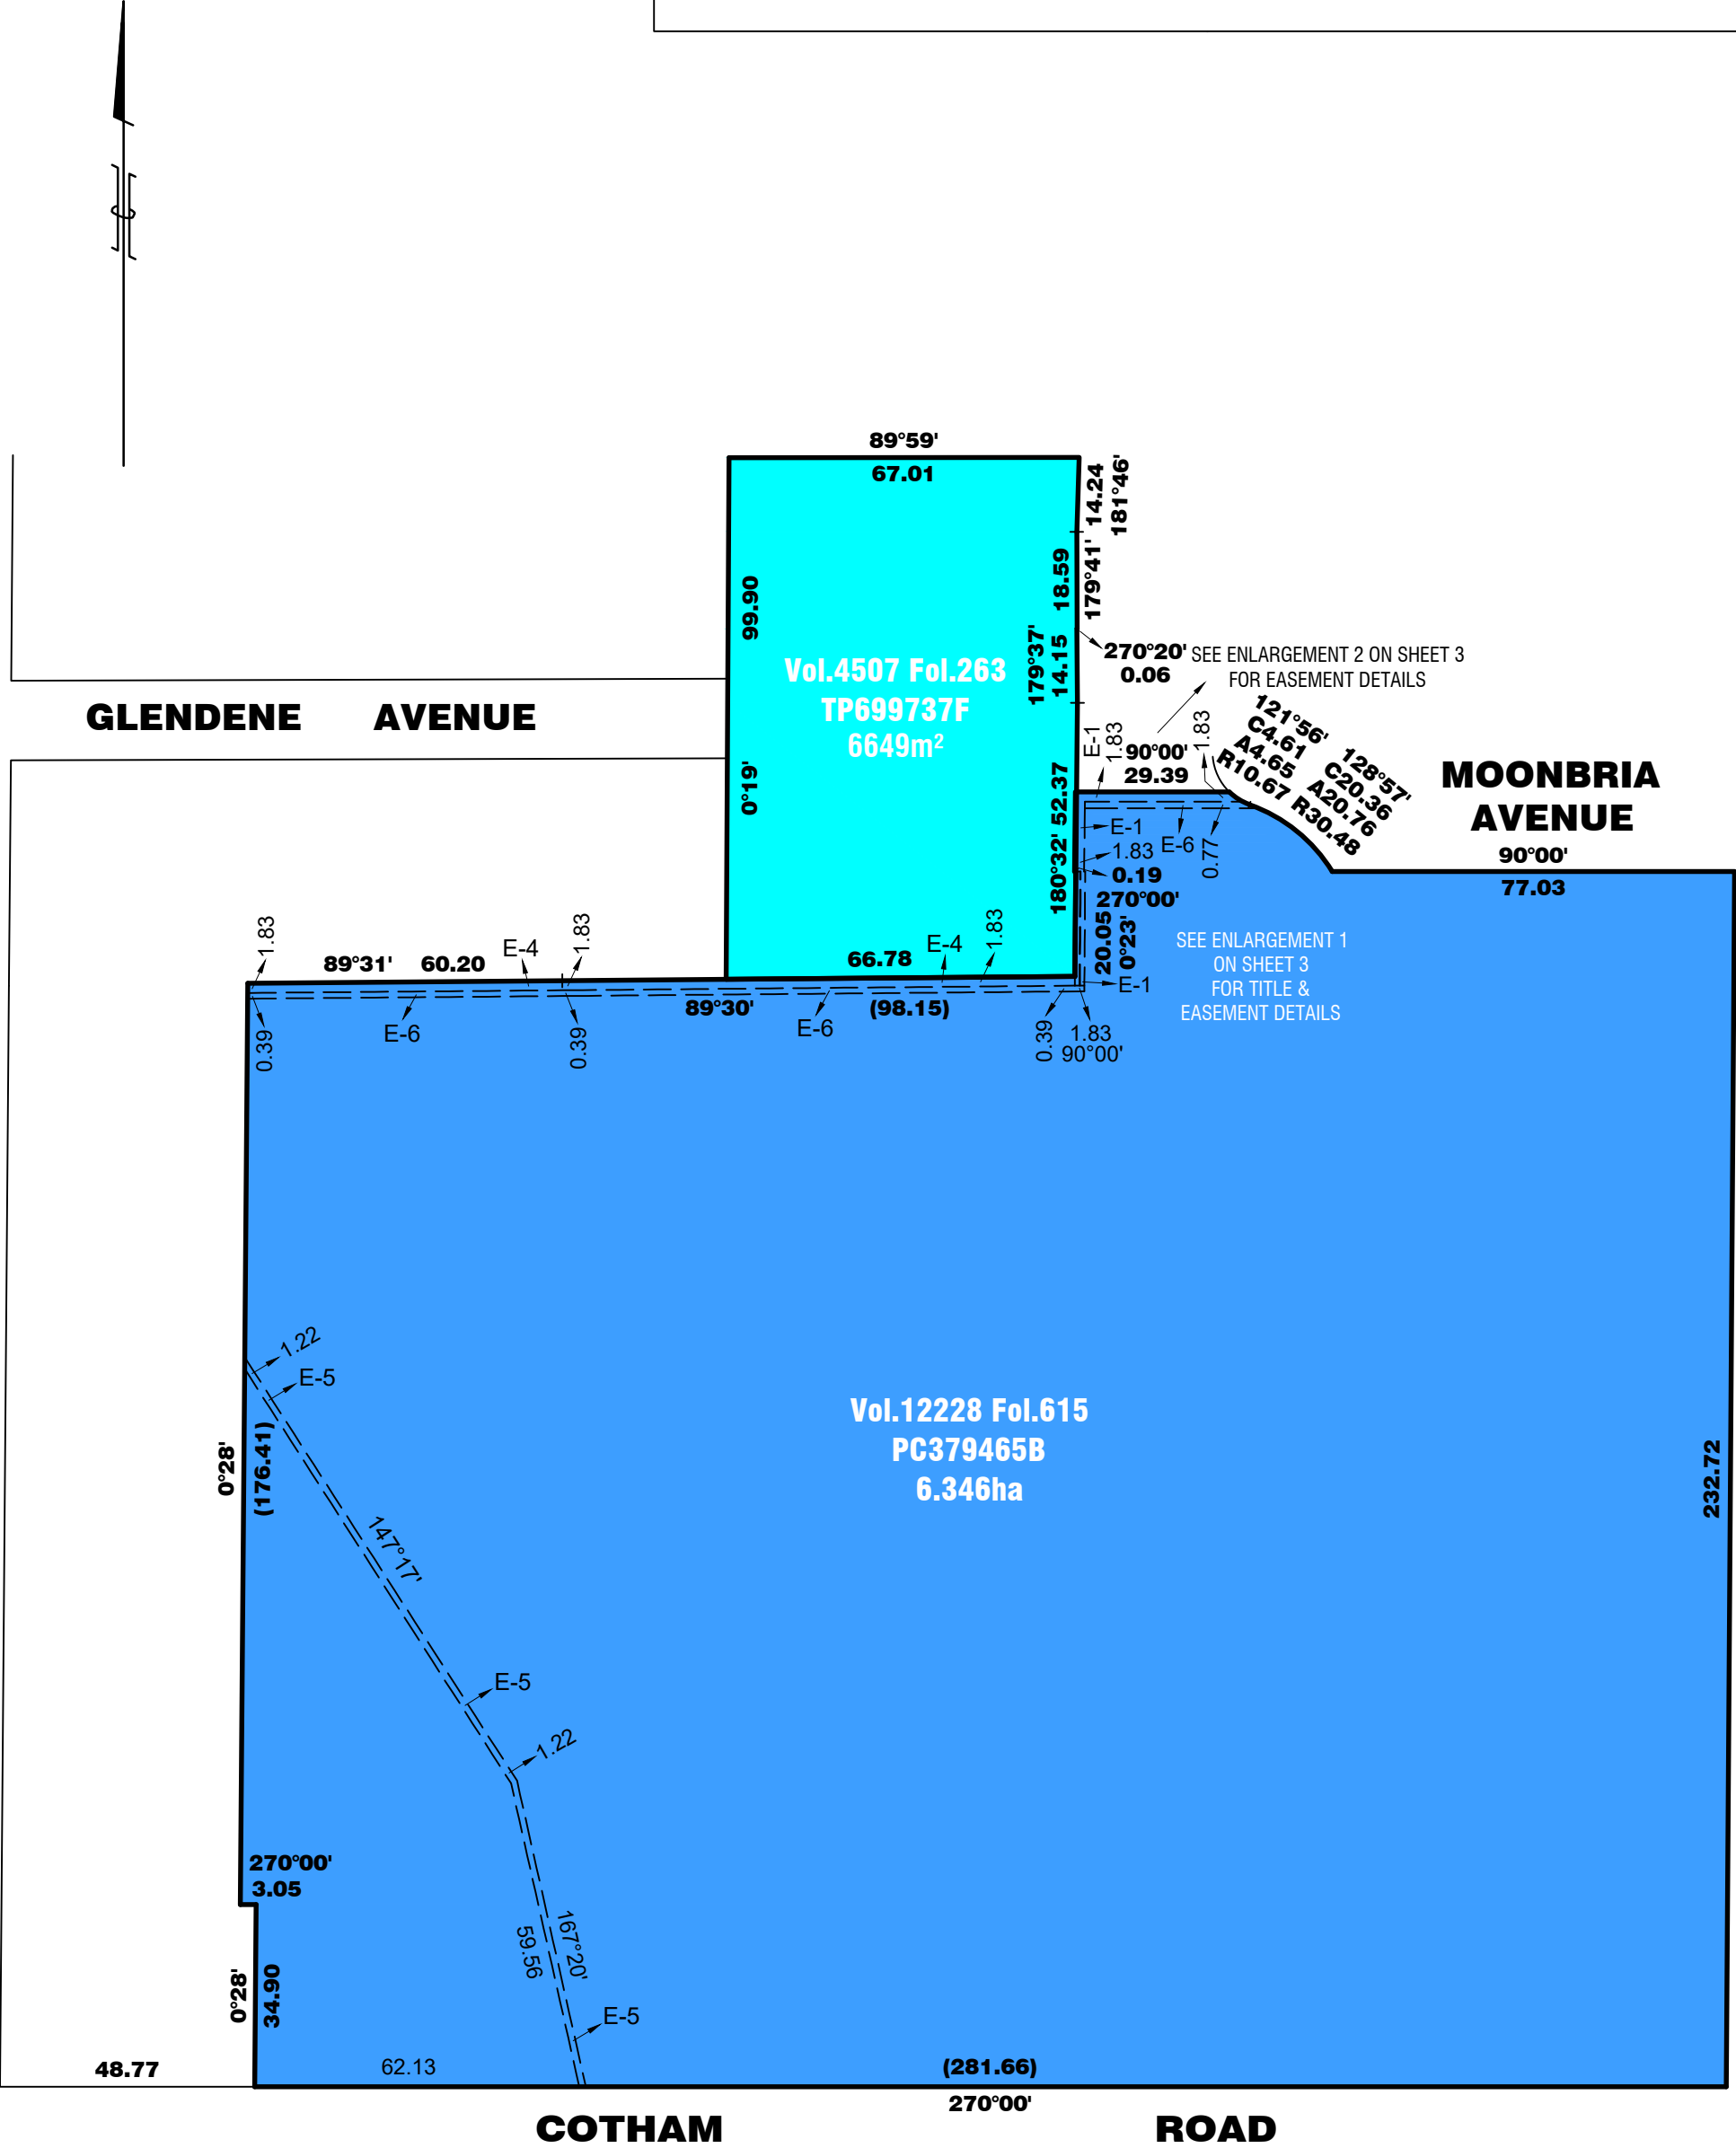 89°59'
67.01
14.24
181°46'
99.90
18.59
179°41'
179°37'
14.15
270°20'
0.06
SEE ENLARGEMENT 2 ON SHEET 3
FOR EASEMENT DETAILS
Vol.4507 Fol.263
TP699737F
6649m²
GLENDENE AVENUE
0°19'
E-1
1.83
90°00'
29.39
1.83
121°56' 128°57'
C4.61 C20.36
A4.65 A20.76
R10.67 R30.48
MOONBRIA
AVENUE
90°00'
77.03
180°32' 52.37
E-1
1.83
E-6
0.77
0.19
270°00'
20.05
0°23'
E-1
SEE ENLARGEMENT 1
ON SHEET 3
FOR TITLE &
EASEMENT DETAILS
1.83
89°31' 60.20
E-4
1.83
66.78
E-4
1.83
0.39
E-6
0.39
89°30' (98.15)
E-6
0.39
1.83
90°00'
1.22
E-5
0°28'
(176.41)
147°17'
Vol.12228 Fol.615
PC379465B
6.346ha
232.72
E-5
1.22
270°00'
3.05
59.56
167°20'
0°28'
34.90
E-5
48.77
62.13
(281.66)
270°00'
COTHAM ROAD